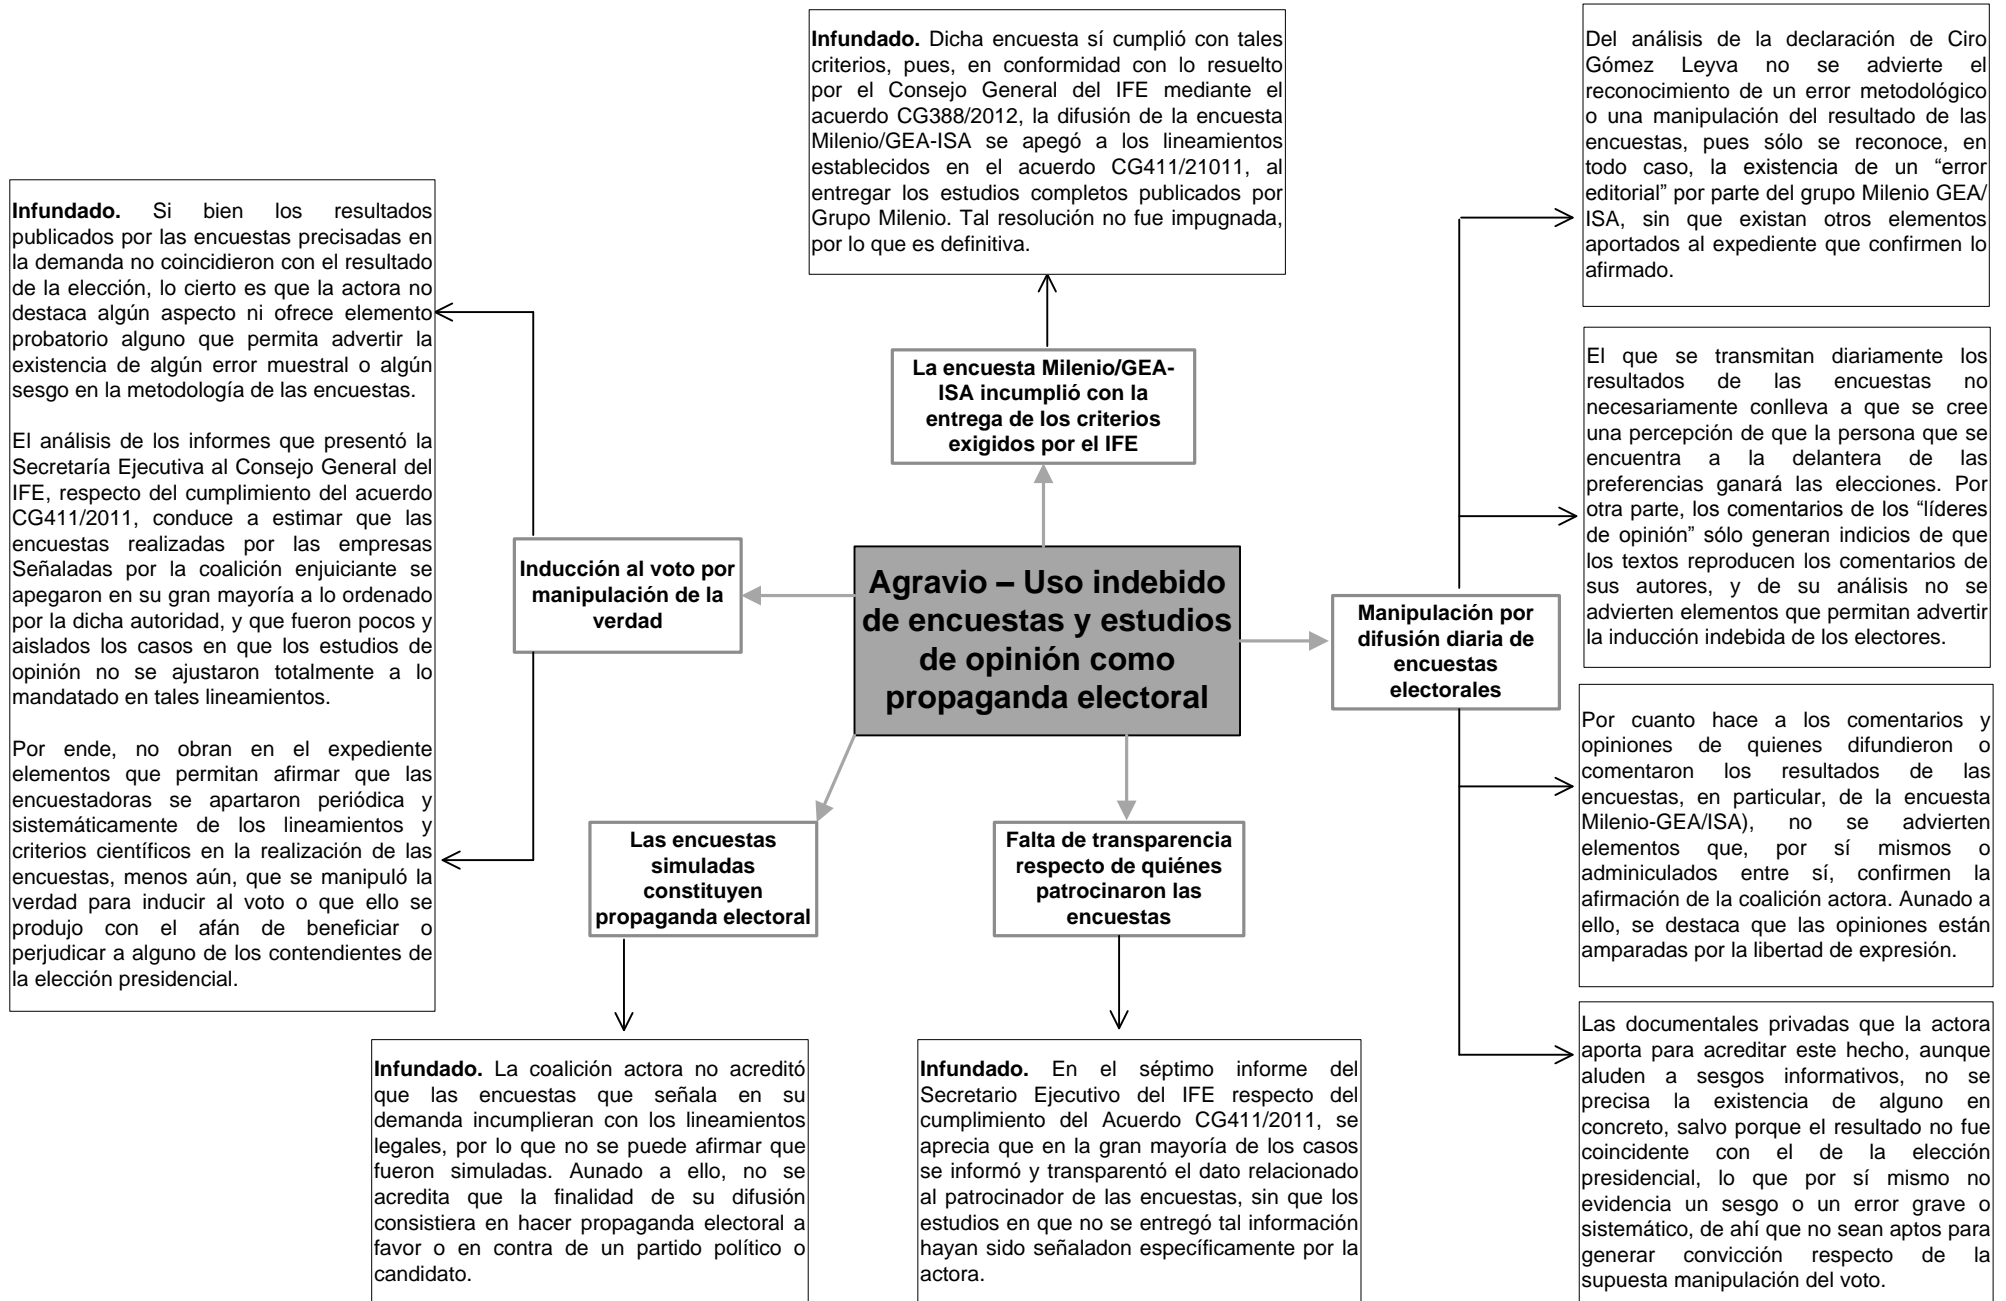 Infundado. Dicha encuesta sí cumplió con tales
criterios, pues, en conformidad con lo resuelto
por el Consejo General del IFE mediante el
acuerdo CG388/2012, la difusión de la encuesta
Milenio/GEA-ISA se apegó a los lineamientos
establecidos en el acuerdo CG411/21011, al
entregar los estudios completos publicados por
Grupo Milenio. Tal resolución no fue impugnada,
por lo que es definitiva.
Del análisis de la declaración de Ciro
Gómez Leyva no se advierte el
reconocimiento de un error metodológico
o una manipulación del resultado de las
encuestas, pues sólo se reconoce, en
todo caso, la existencia de un “error
editorial” por parte del grupo Milenio GEA/
ISA, sin que existan otros elementos
aportados al expediente que confirmen lo
afirmado.
Infundado. Si bien los resultados
publicados por las encuestas precisadas en
la demanda no coincidieron con el resultado
de la elección, lo cierto es que la actora no
destaca algún aspecto ni ofrece elemento
probatorio alguno que permita advertir la
existencia de algún error muestral o algún
sesgo en la metodología de las encuestas.
El análisis de los informes que presentó la
Secretaría Ejecutiva al Consejo General del
IFE, respecto del cumplimiento del acuerdo
CG411/2011, conduce a estimar que las
encuestas realizadas por las empresas
Señaladas por la coalición enjuiciante se
apegaron en su gran mayoría a lo ordenado
por la dicha autoridad, y que fueron pocos y
aislados los casos en que los estudios de
opinión no se ajustaron totalmente a lo
mandatado en tales lineamientos.
Por ende, no obran en el expediente
elementos que permitan afirmar que las
encuestadoras se apartaron periódica y
sistemáticamente de los lineamientos y
criterios científicos en la realización de las
encuestas, menos aún, que se manipuló la
verdad para inducir al voto o que ello se
produjo con el afán de beneficiar o
perjudicar a alguno de los contendientes de
la elección presidencial.
La encuesta Milenio/GEA-
ISA incumplió con la
entrega de los criterios
exigidos por el IFE
El que se transmitan diariamente los
resultados de las encuestas no
necesariamente conlleva a que se cree
una percepción de que la persona que se
encuentra a la delantera de las
preferencias ganará las elecciones. Por
otra parte, los comentarios de los “líderes
de opinión” sólo generan indicios de que
los textos reproducen los comentarios de
sus autores, y de su análisis no se
advierten elementos que permitan advertir
la inducción indebida de los electores.
Inducción al voto por
manipulación de la
verdad
Agravio – Uso indebido
de encuestas y estudios
de opinión como
propaganda electoral
Manipulación por
difusión diaria de
encuestas
electorales
Por cuanto hace a los comentarios y
opiniones de quienes difundieron o
comentaron los resultados de las
encuestas, en particular, de la encuesta
Milenio-GEA/ISA), no se advierten
elementos que, por sí mismos o
adminiculados entre sí, confirmen la
afirmación de la coalición actora. Aunado a
ello, se destaca que las opiniones están
amparadas por la libertad de expresión.
Las encuestas
simuladas
constituyen
propaganda electoral
Falta de transparencia
respecto de quiénes
patrocinaron las
encuestas
Las documentales privadas que la actora
aporta para acreditar este hecho, aunque
aluden a sesgos informativos, no se
precisa la existencia de alguno en
concreto, salvo porque el resultado no fue
coincidente con el de la elección
presidencial, lo que por sí mismo no
evidencia un sesgo o un error grave o
sistemático, de ahí que no sean aptos para
generar convicción respecto de la
supuesta manipulación del voto.
Infundado. La coalición actora no acreditó
que las encuestas que señala en su
demanda incumplieran con los lineamientos
legales, por lo que no se puede afirmar que
fueron simuladas. Aunado a ello, no se
acredita que la finalidad de su difusión
consistiera en hacer propaganda electoral a
favor o en contra de un partido político o
candidato.
Infundado. En el séptimo informe del
Secretario Ejecutivo del IFE respecto del
cumplimiento del Acuerdo CG411/2011, se
aprecia que en la gran mayoría de los casos
se informó y transparentó el dato relacionado
al patrocinador de las encuestas, sin que los
estudios en que no se entregó tal información
hayan sido señaladon específicamente por la
actora.